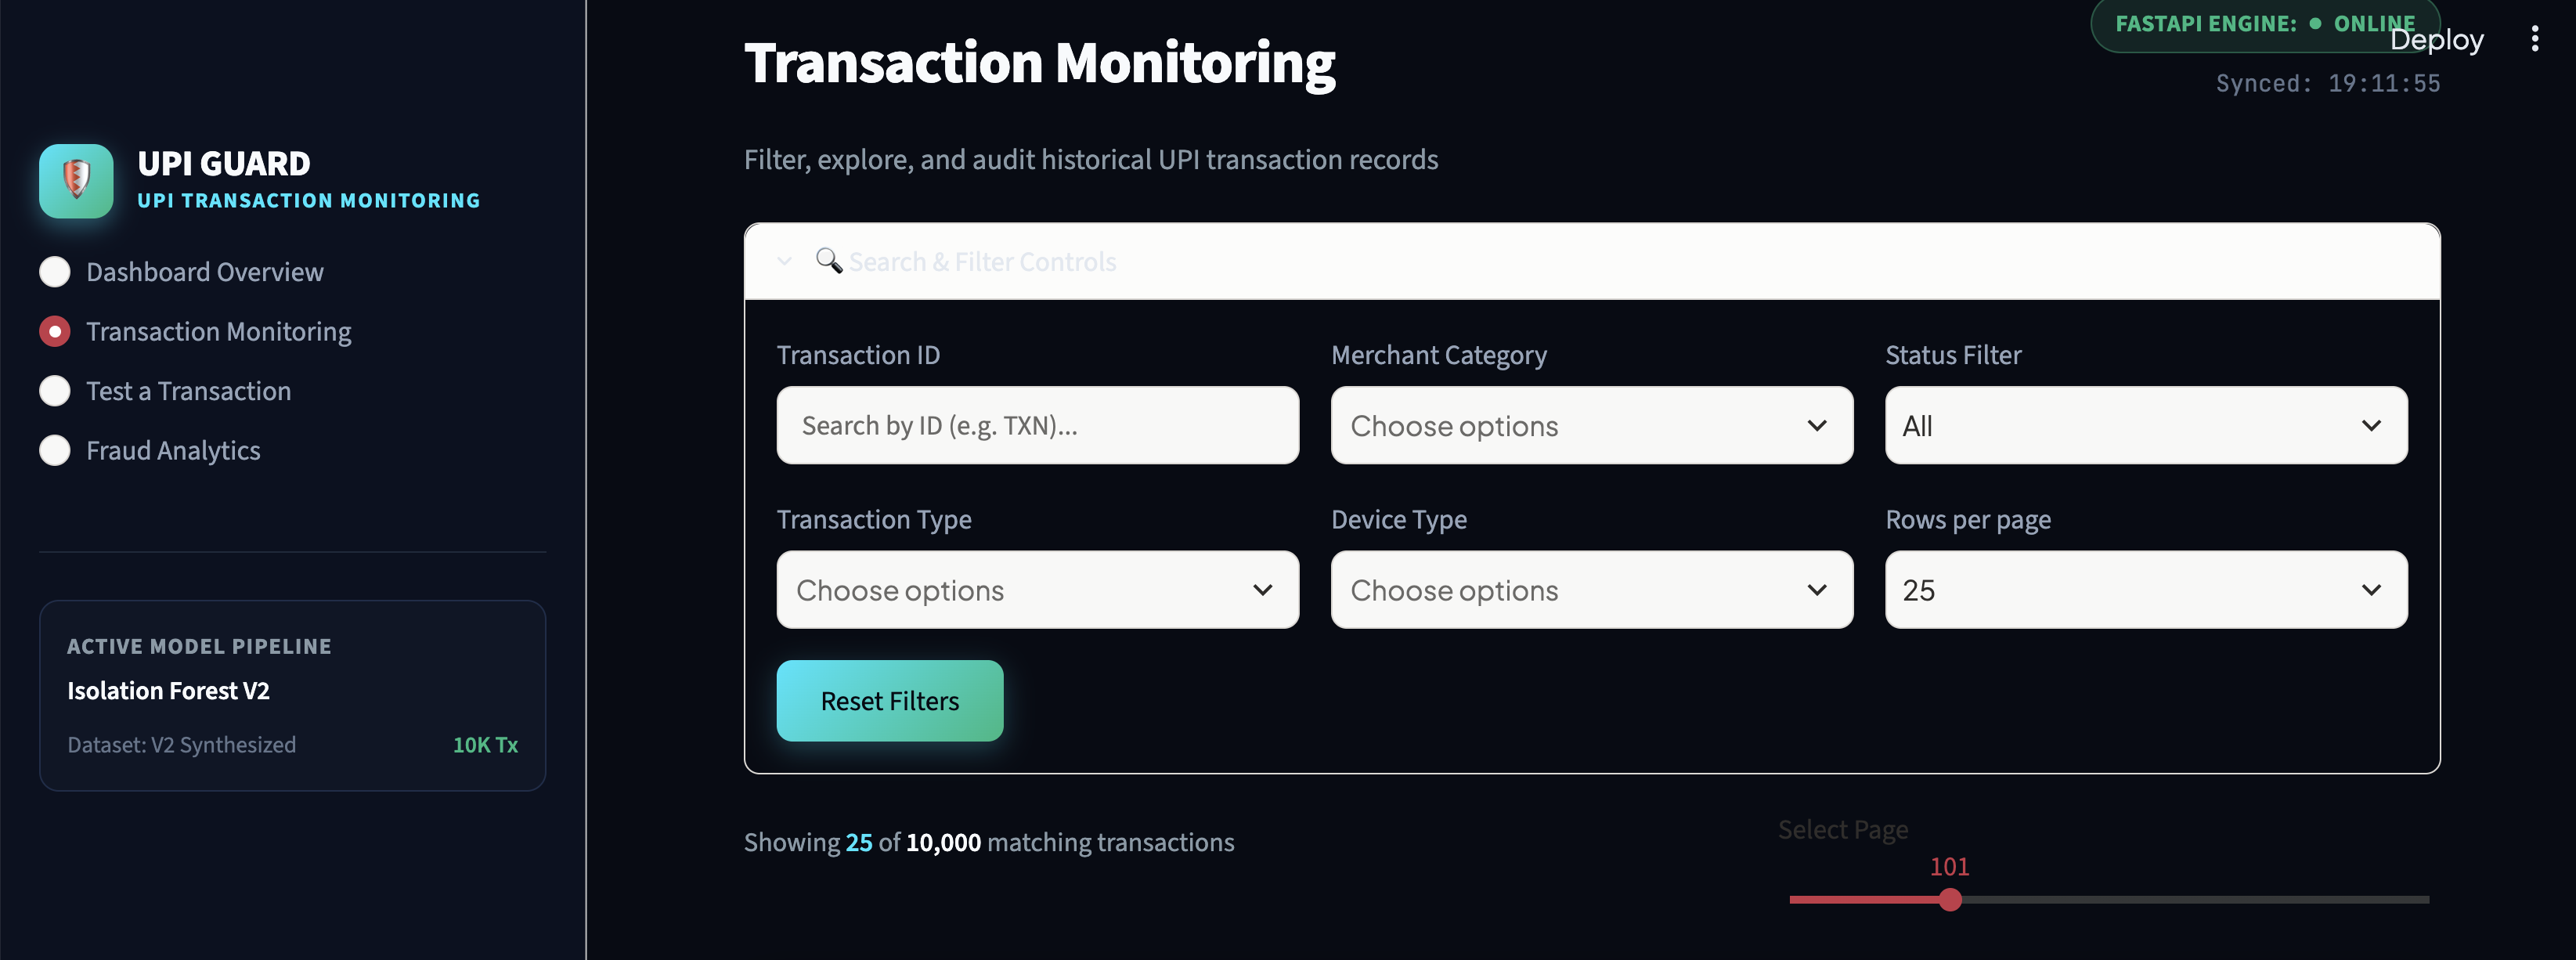 UPI GUARD
UPI TRANSACTION MONITORING
Dashboard Overview
Transaction Monitoring
Test a Transaction
Fraud Analytics
ACTIVE MODEL PIPELINE
Isolation Forest V2
Dataset: V2 Synthesized 10K Tx
FASTAPI ENGINE: ● ONLINE
Deploy
Transaction Monitoring
Synced: 19:11:55
Filter, explore, and audit historical UPI transaction records
🔍 Search & Filter Controls
Transaction ID Merchant Category Status Filter
Search by ID (e.g. TXN)... Choose options All
Transaction Type Device Type Rows per page
Choose options Choose options 25
Reset Filters
Showing 25 of 10,000 matching transactions
Select Page
101